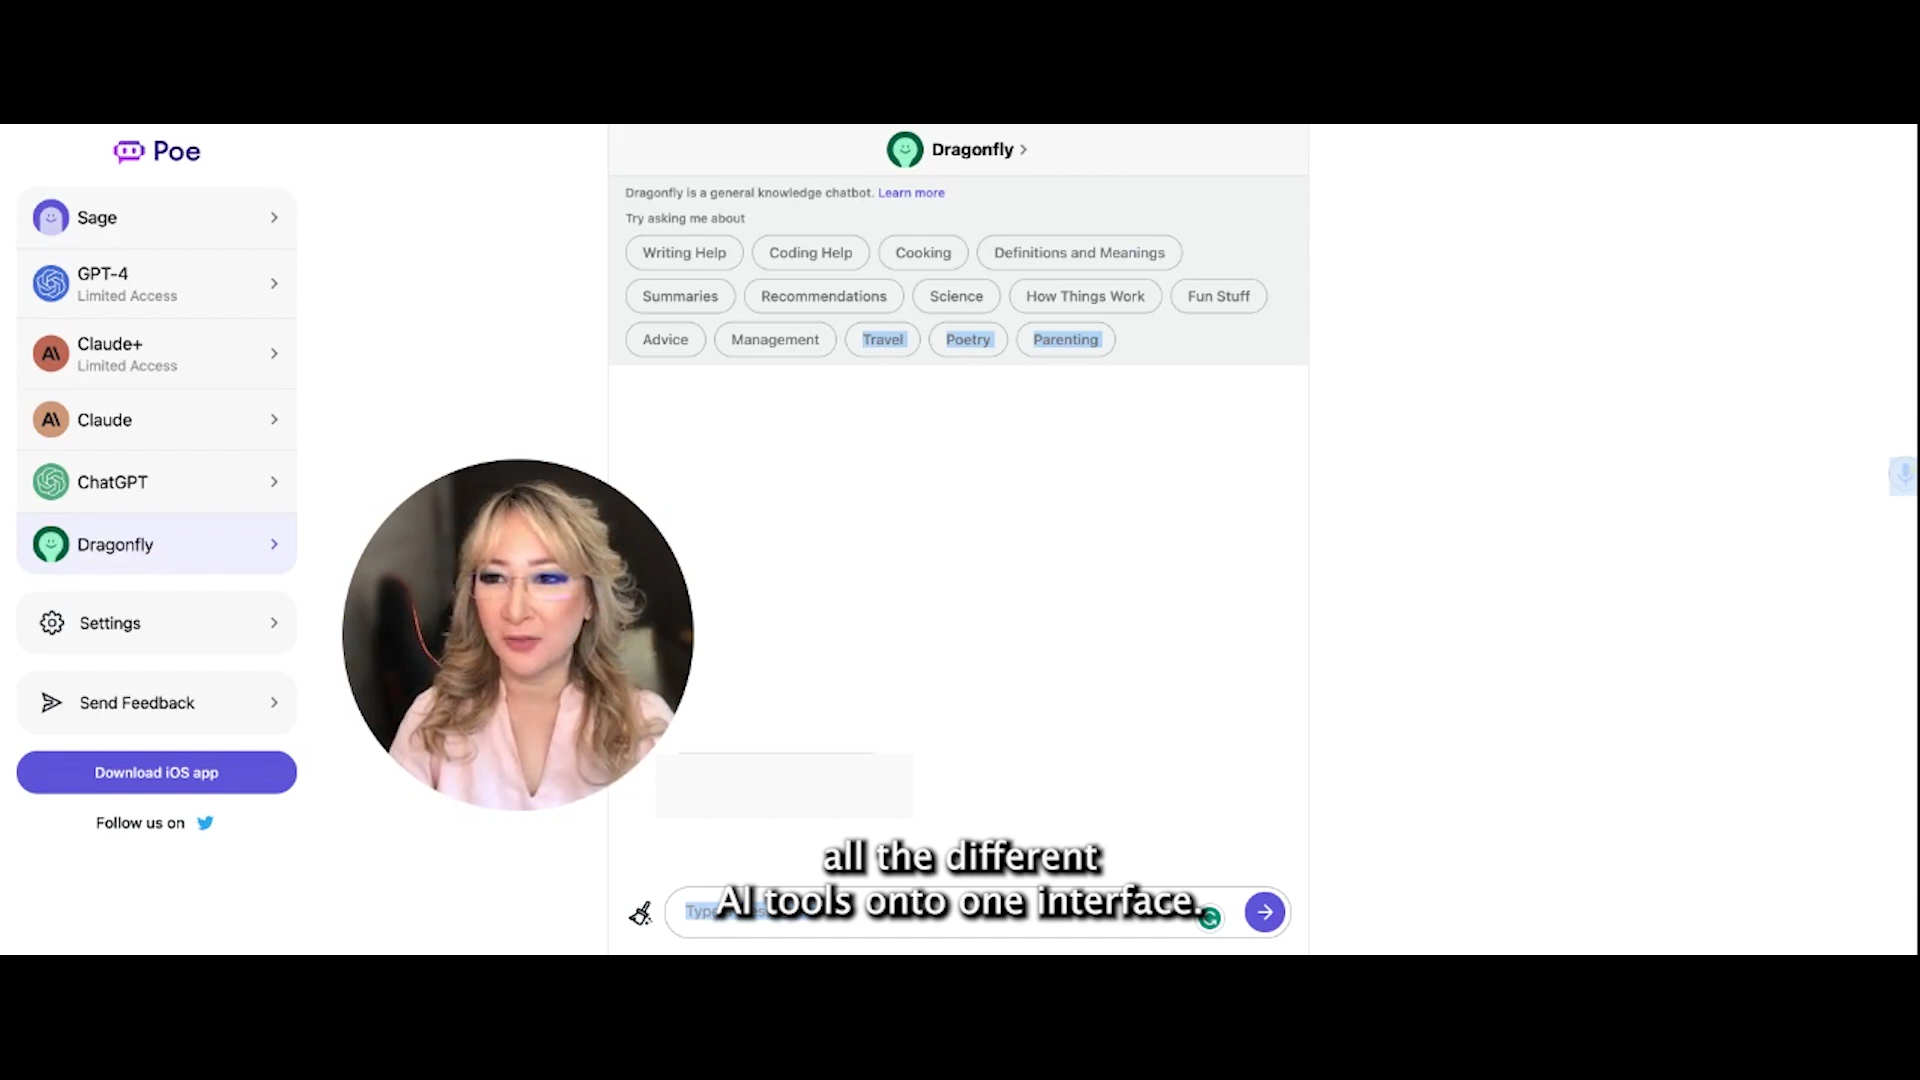 Poe
Sage
GPT-4
Limited Access
Claude+
Limited Access
Claude
ChatGPT
Dragonfly
Settings
Send Feedback
Download iOS app
Follow us on
Dragonfly
Dragonfly is a general knowledge chatbot. Learn more
Try asking me about
Writing Help Coding Help Cooking Definitions and Meanings
Summaries Recommendations Science How Things Work Fun Stuff
Advice Management Travel Poetry Parenting
all the different
AI tools onto one interface.